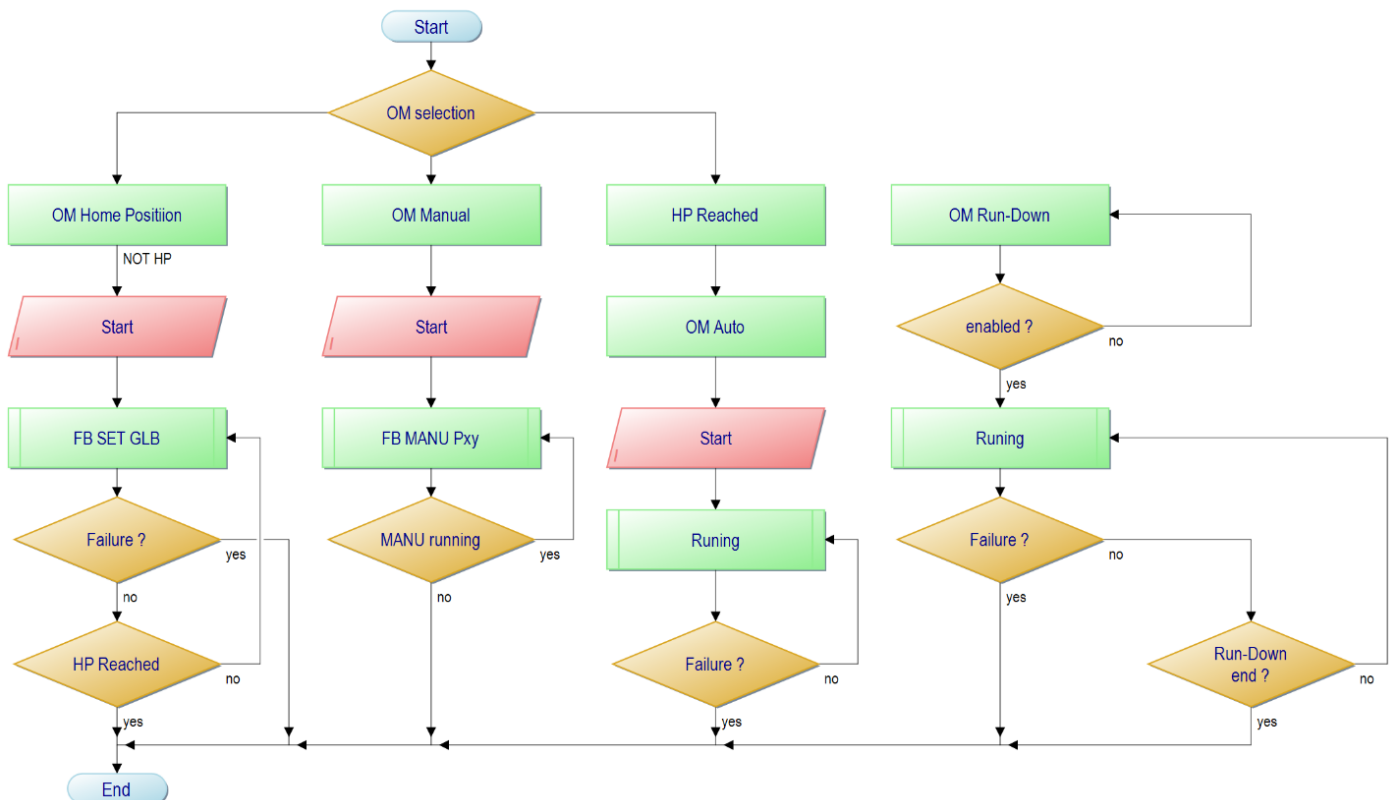 Start
OM selection
OM Home Positiion
OM Manual
HP Reached
OM Run-Down
NOT HP
Start
Start
OM Auto
enabled ?
no
yes
FB SET GLB
FB MANU Pxy
Start
Runing
Failure ?
yes
MANU running
yes
Runing
Failure ?
no
no
no
yes
HP Reached
no
Failure ?
no
Run-Down
end ?
no
yes
yes
yes
End